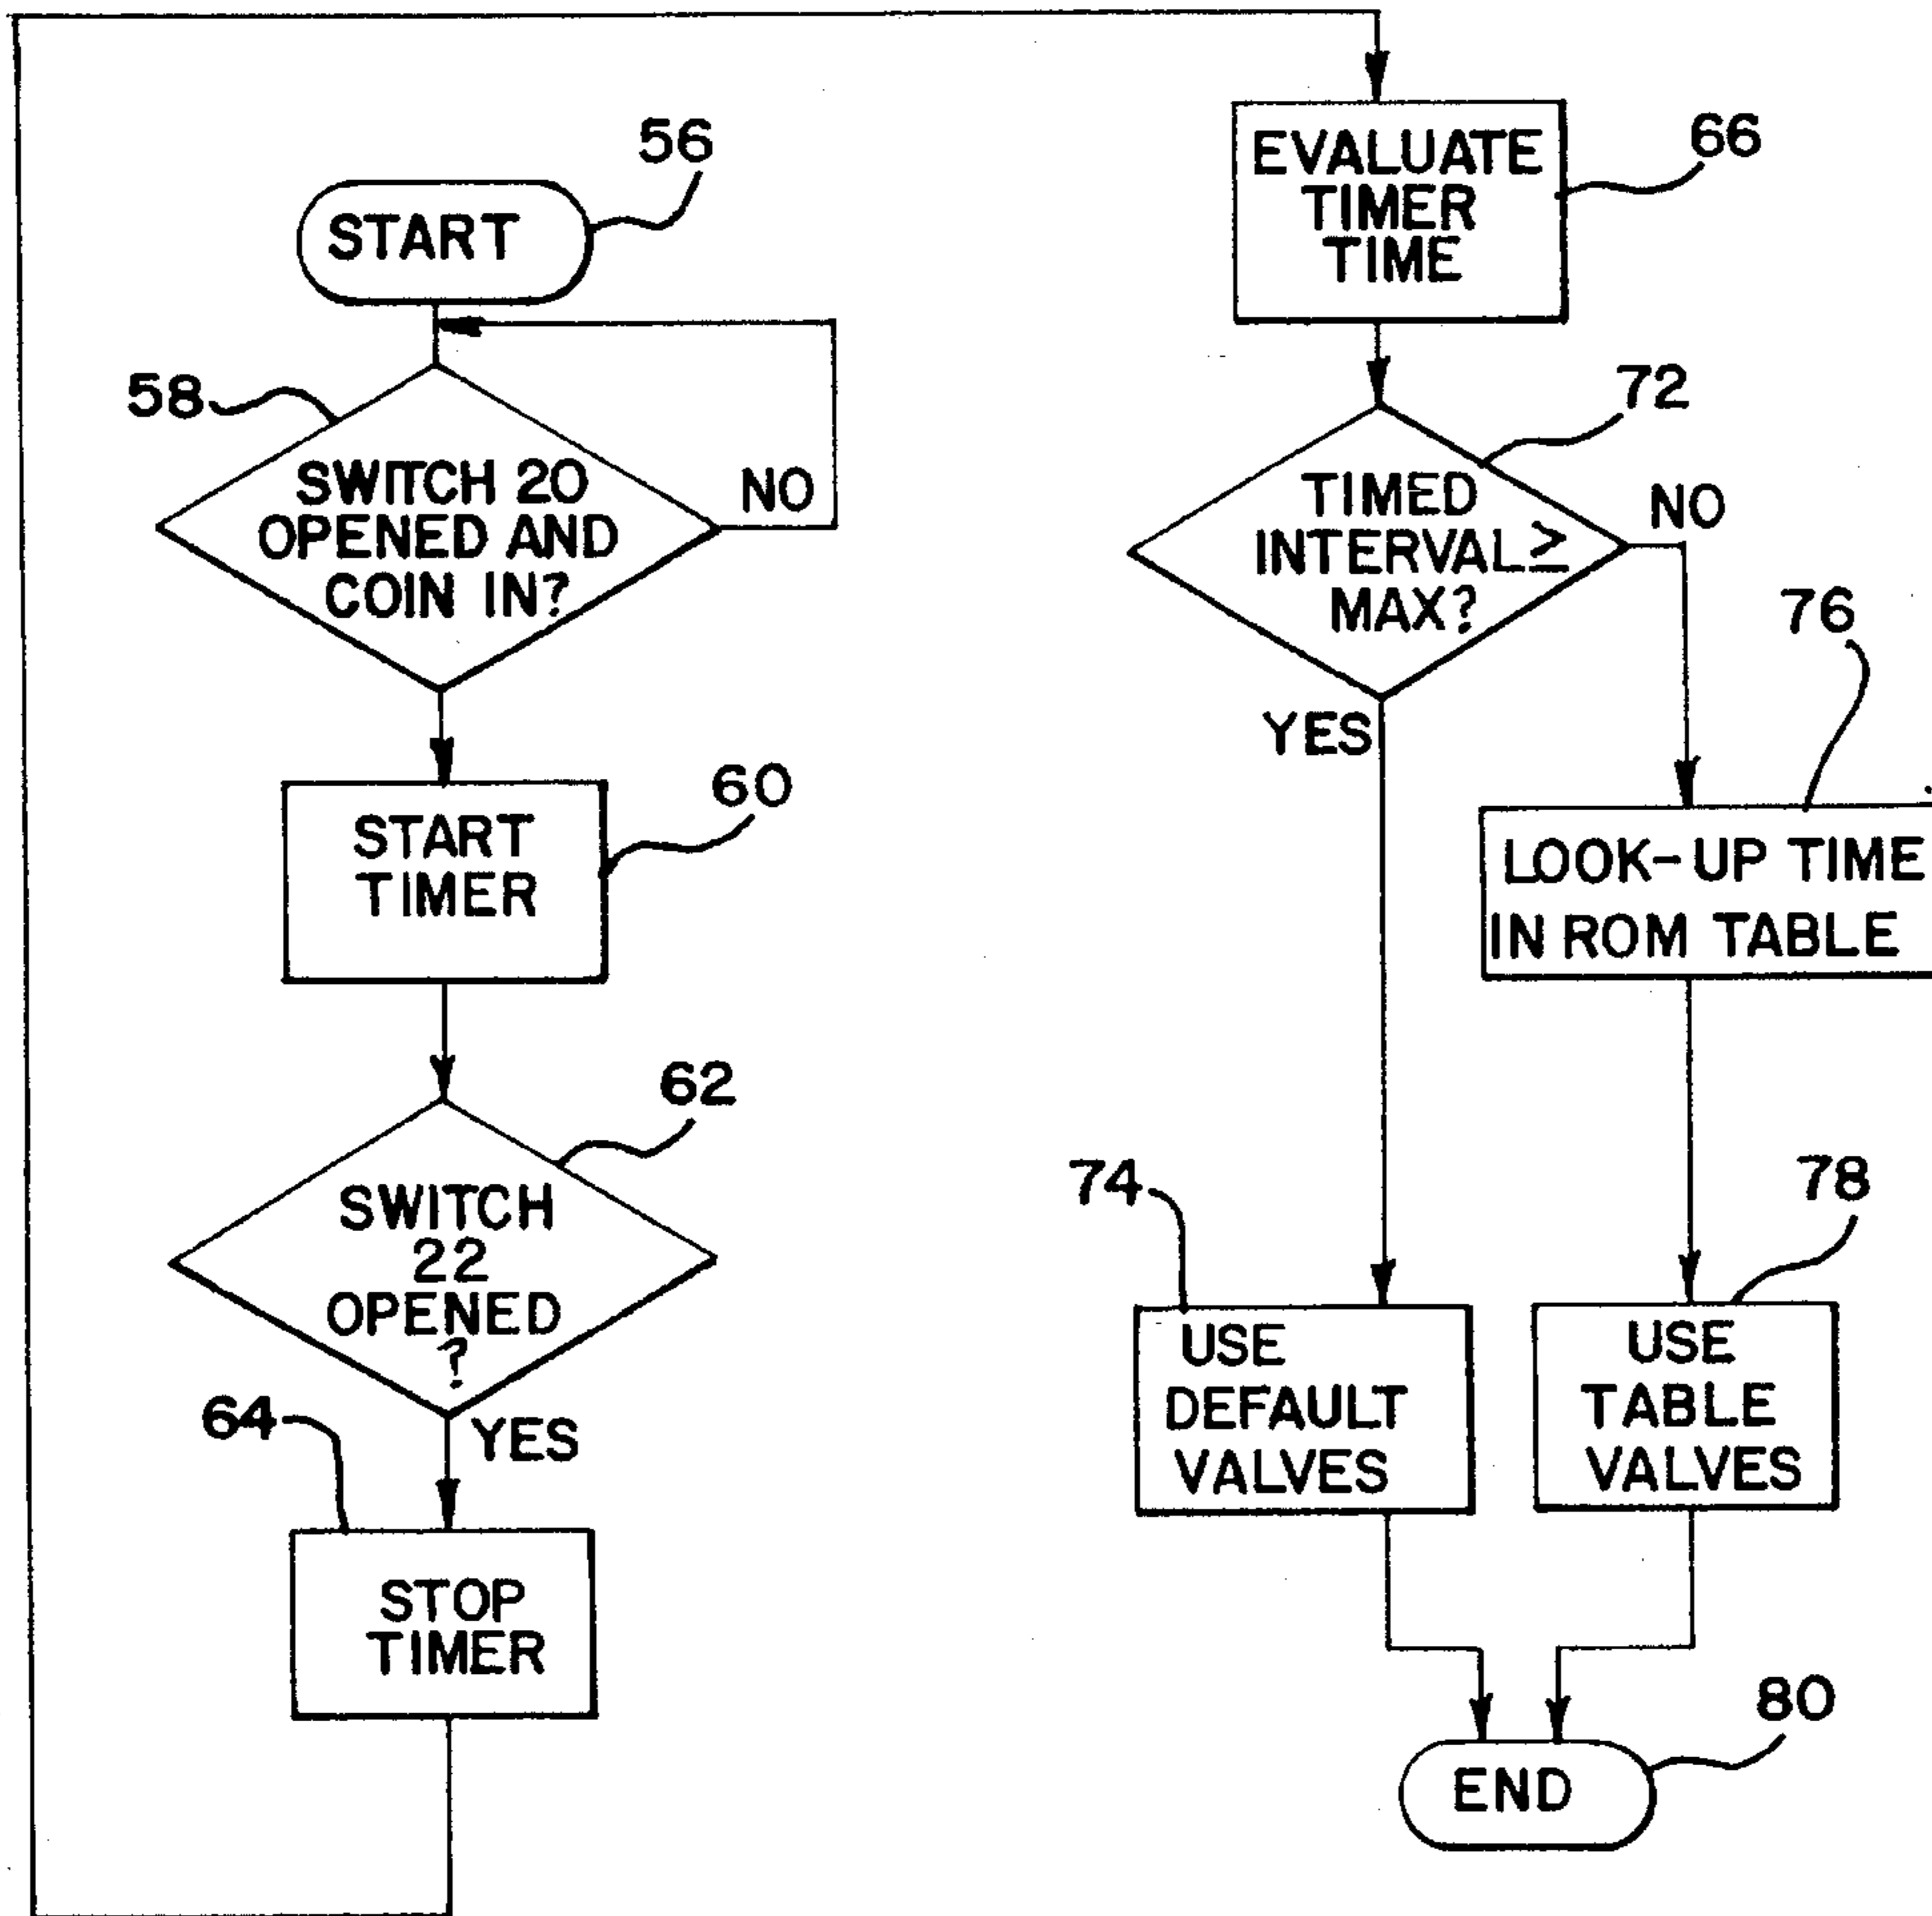 56
START
58
SWITCH 20
OPENED AND
COIN IN?
NO
60
START
TIMER
62
SWITCH
22
OPENED
?
64
YES
STOP
TIMER
66
EVALUATE
TIMER
TIME
72
TIMED
INTERVAL≥
MAX?
NO
YES
76
LOOK-UP TIME
IN ROM TABLE
74
USE
DEFAULT
VALVES
78
USE
TABLE
VALVES
80
END